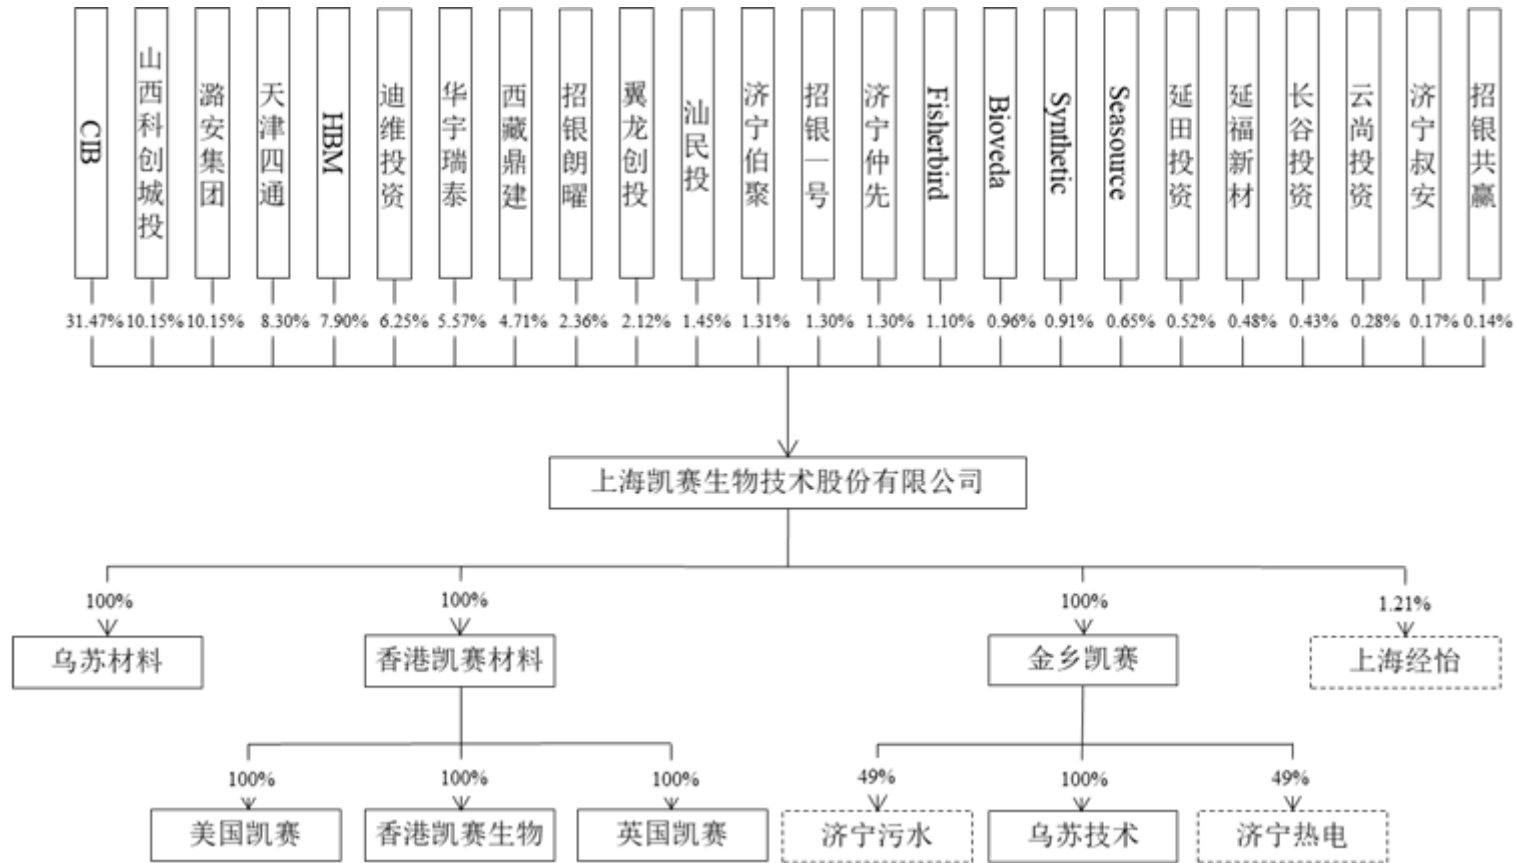 CIB
山西科创城投
潞安集团
天津四通
HBM
迪维投资
华宇瑞泰
西藏鼎建
招银朗曜
翼龙创投
汕民投
济宁伯聚
招银一号
济宁仲先
Fisherbird
Bioveda
Synthetic
Seasource
延田投资
延福新材
长谷投资
云尚投资
济宁叔安
招银共赢
31.47% 10.15% 10.15% 8.30% 7.90% 6.25% 5.57% 4.71% 2.36% 2.12% 1.45% 1.31% 1.30% 1.30% 1.10% 0.96% 0.91% 0.65% 0.52% 0.48% 0.43% 0.28% 0.17% 0.14%
上海凯赛生物技术股份有限公司
100% 100% 100% 1.21%
乌苏材料 香港凯赛材料 金乡凯赛 上海经怡
100% 100% 100% 49% 100% 49%
美国凯赛 香港凯赛生物 英国凯赛 济宁污水 乌苏技术 济宁热电